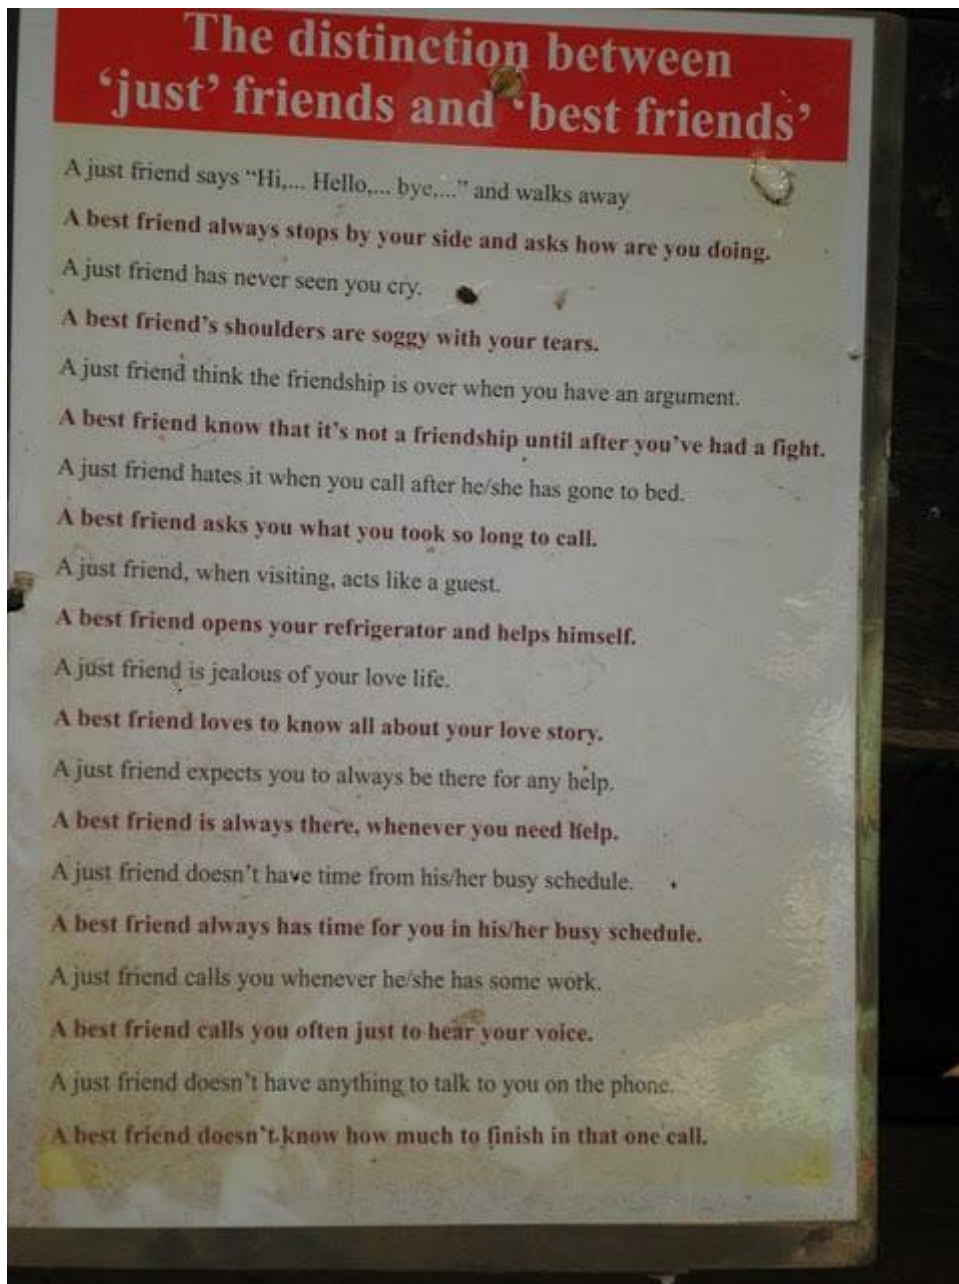 The distinction between
‘just’ friends and ‘best friends’
A just friend says “Hi,... Hello,... bye,...” and walks away
A best friend always stops by your side and asks how are you doing.
A just friend has never seen you cry.
A best friend’s shoulders are soggy with your tears.
A just friend think the friendship is over when you have an argument.
A best friend know that it’s not a friendship until after you’ve had a fight.
A just friend hates it when you call after he/she has gone to bed.
A best friend asks you what you took so long to call.
A just friend, when visiting, acts like a guest.
A best friend opens your refrigerator and helps himself.
A just friend is jealous of your love life.
A best friend loves to know all about your love story.
A just friend expects you to always be there for any help.
A best friend is always there, whenever you need help.
A just friend doesn’t have time from his/her busy schedule.
A best friend always has time for you in his/her busy schedule.
A just friend calls you whenever he/she has some work.
A best friend calls you often just to hear your voice.
A just friend doesn’t have anything to talk to you on the phone.
A best friend doesn’t know how much to finish in that one call.